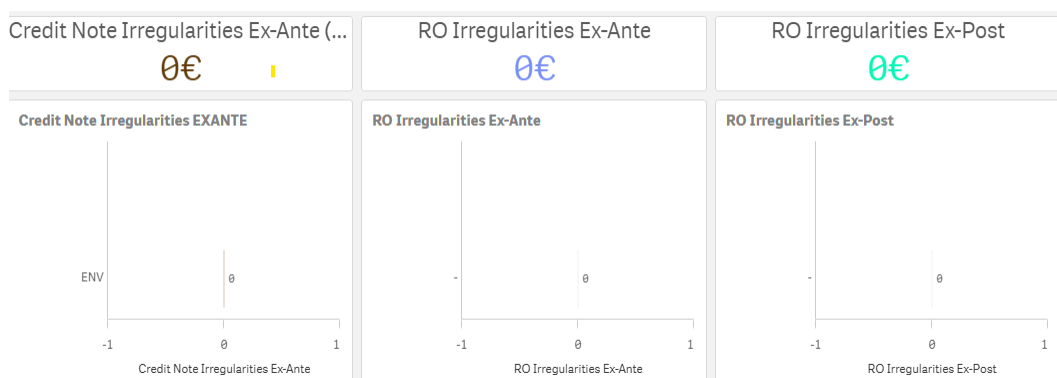 Credit Note Irregularities Ex-Ante (...
0€
RO Irregularities Ex-Ante
0€
RO Irregularities Ex-Post
0€
Credit Note Irregularities EXANTE
ENV
0
-1 0 1
Credit Note Irregularities Ex-Ante
RO Irregularities Ex-Ante
-
0
-1 0 1
RO Irregularities Ex-Ante
RO Irregularities Ex-Post
-
0
-1 0 1
RO Irregularities Ex-Post